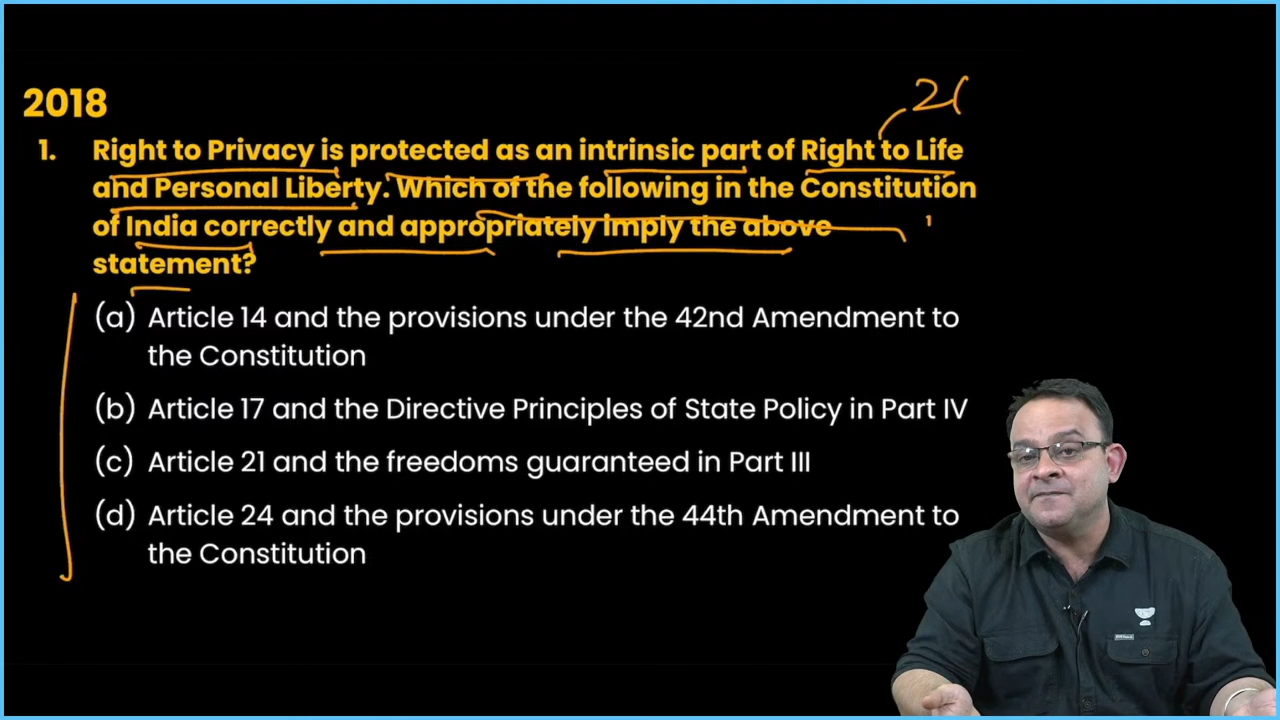 2018
21
1. Right to Privacy is protected as an intrinsic part of Right to Life
and Personal Liberty. Which of the following in the Constitution
of India correctly and appropriately imply the above
statement?
(a) Article 14 and the provisions under the 42nd Amendment to
the Constitution
(b) Article 17 and the Directive Principles of State Policy in Part IV
(c) Article 21 and the freedoms guaranteed in Part III
(d) Article 24 and the provisions under the 44th Amendment to
the Constitution